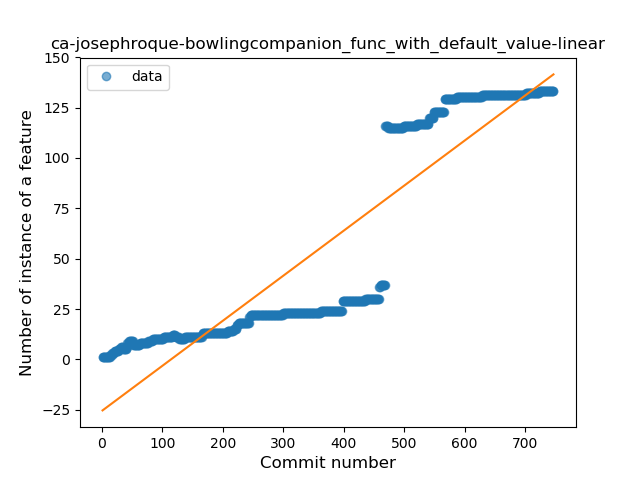 ca-josephroque-bowlingcompanion_func_with_default_value-linear
data
Number of instance of a feature
150
125
100
75
50
25
0
−25
0 100 200 300 400 500 600 700
Commit number